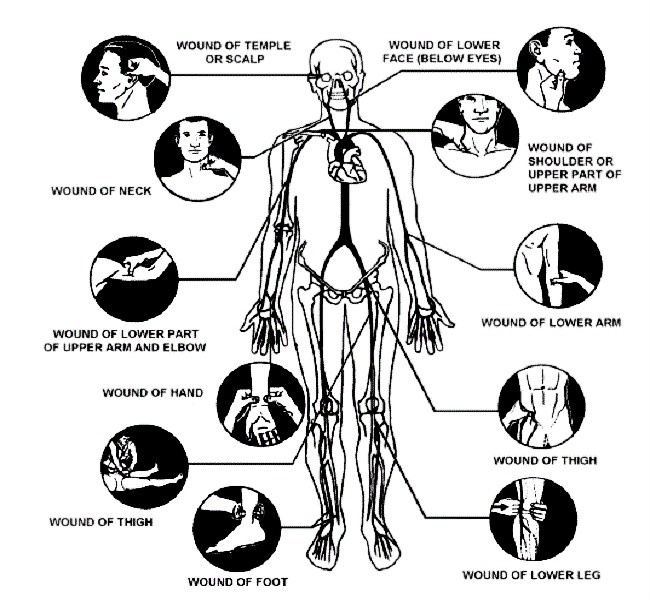 WOUND OF TEMPLE
OR SCALP
WOUND OF LOWER
FACE (BELOW EYES)
WOUND OF NECK
WOUND OF
SHOULDER OR
UPPER PART OF
UPPER ARM
WOUND OF LOWER PART
OF UPPER ARM AND ELBOW
WOUND OF LOWER ARM
WOUND OF HAND
WOUND OF THIGH
WOUND OF THIGH
WOUND OF FOOT
WOUND OF LOWER LEG